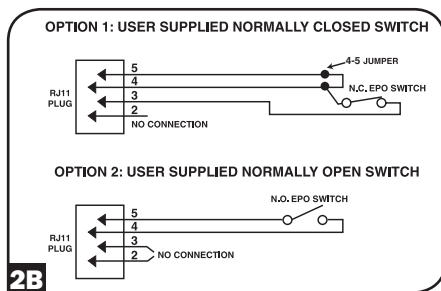 OPTION 1: USER SUPPLIED NORMALLY CLOSED SWITCH
4-5 JUMPER
5
4
N.C. EPO SWITCH
RJ11
PLUG
3
2
NO CONNECTION
OPTION 2: USER SUPPLIED NORMALLY OPEN SWITCH
N.O. EPO SWITCH
5
4
RJ11
PLUG
3
NO CONNECTION
2
2B